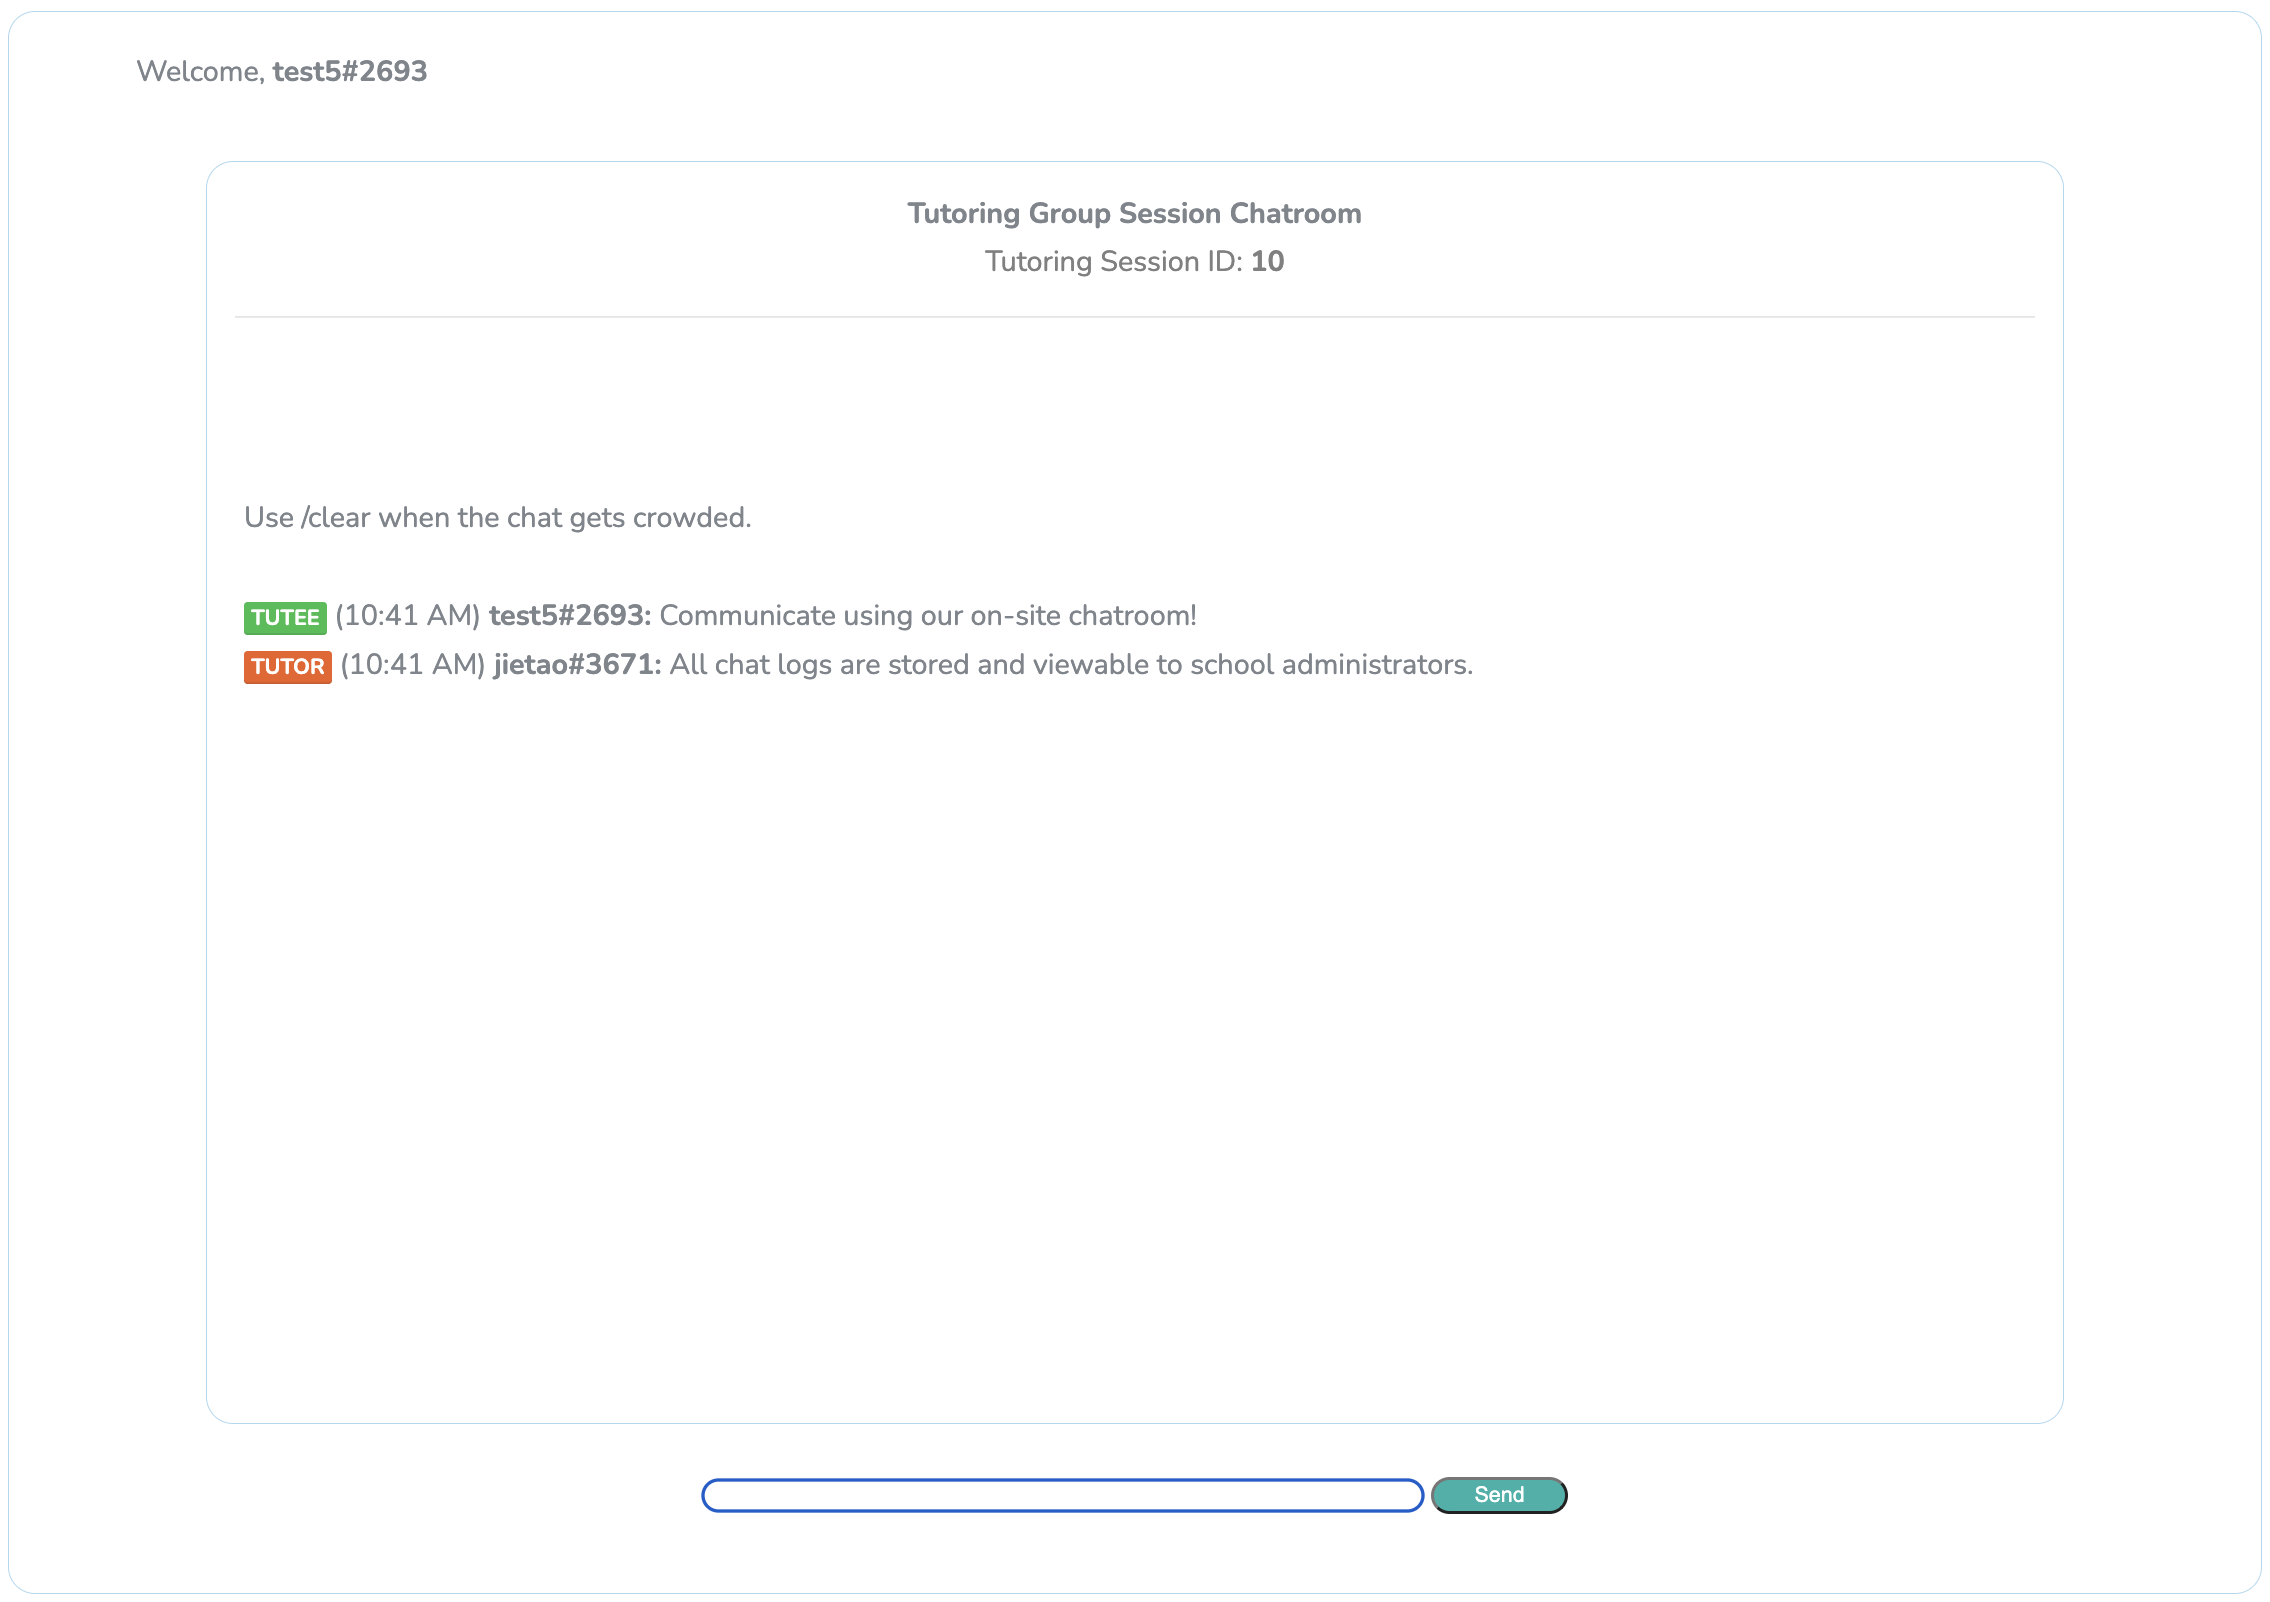 Welcome, test5#2693
Tutoring Group Session Chatroom
Tutoring Session ID: 10
Use /clear when the chat gets crowded.
TUTEE (10:41 AM) test5#2693: Communicate using our on-site chatroom!
TUTOR (10:41 AM) jietao#3671: All chat logs are stored and viewable to school administrators.
Send